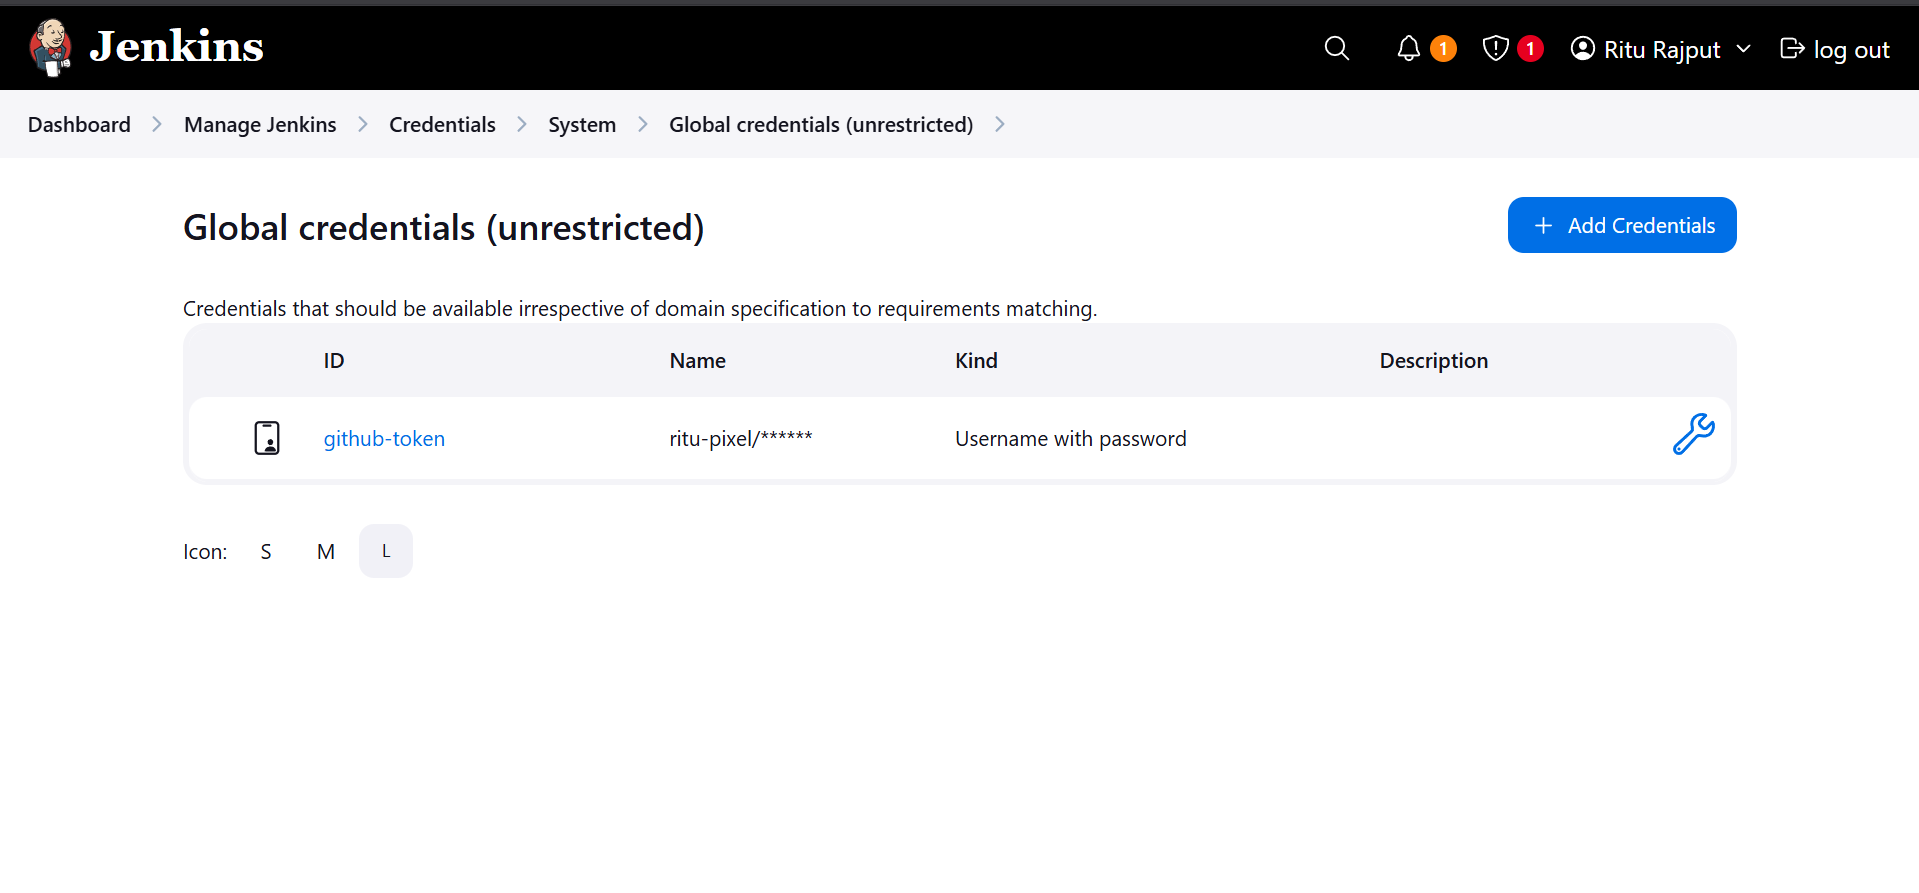 Jenkins
1
1
Ritu Rajput
log out
Dashboard
Manage Jenkins
Credentials
System
Global credentials (unrestricted)
Global credentials (unrestricted)
+ Add Credentials
Credentials that should be available irrespective of domain specification to requirements matching.
ID Name Kind Description
github-token ritu-pixel/****** Username with password
Icon: S M L